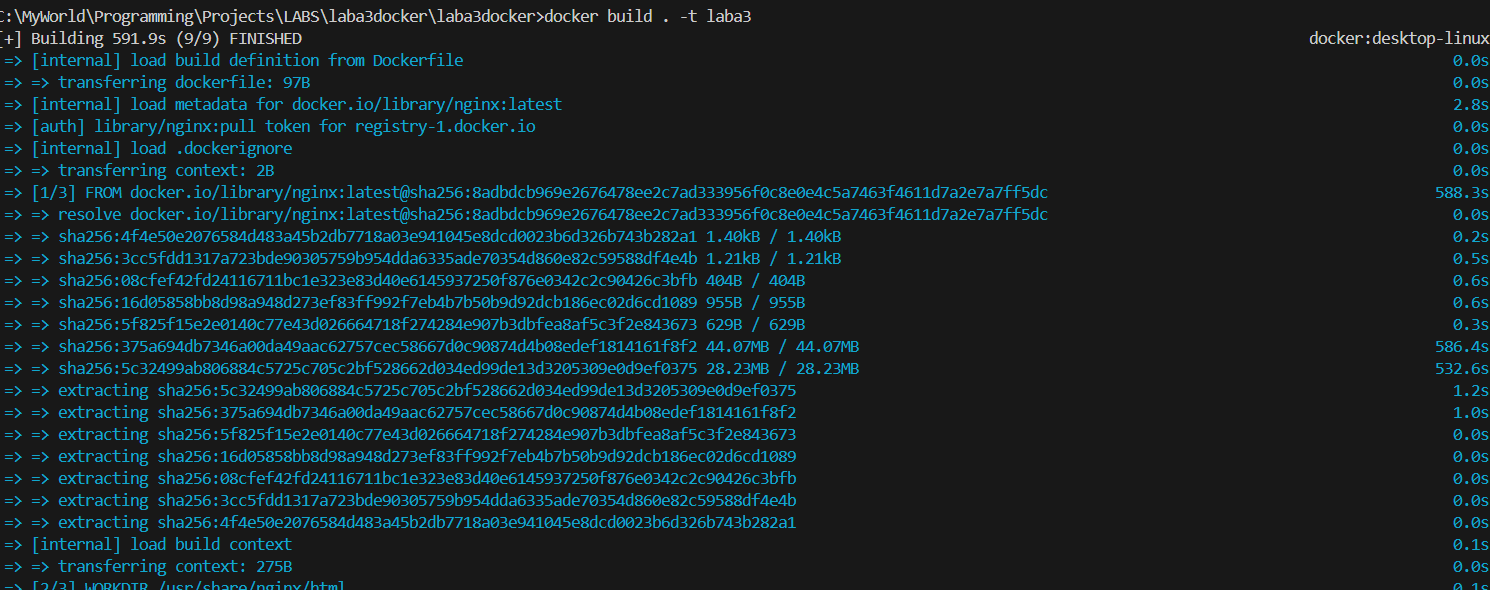 C:\MyWorld\Programming\Projects\LABS\laba3docker\laba3docker>docker build . -t laba3
[+] Building 591.9s (9/9) FINISHED docker:desktop-linux
=> [internal] load build definition from Dockerfile 0.0s
=> => transferring dockerfile: 97B 0.0s
=> [internal] load metadata for docker.io/library/nginx:latest 2.8s
=> [auth] library/nginx:pull token for registry-1.docker.io 0.0s
=> [internal] load .dockerignore 0.0s
=> => transferring context: 2B 0.0s
=> [1/3] FROM docker.io/library/nginx:latest@sha256:8adbdcb969e2676478ee2c7ad333956f0c8e0e4c5a7463f4611d7a2e7a7ff5dc 588.3s
=> => resolve docker.io/library/nginx:latest@sha256:8adbdcb969e2676478ee2c7ad333956f0c8e0e4c5a7463f4611d7a2e7a7ff5dc 0.0s
=> => sha256:4f4e50e2076584d483a45b2db7718a03e941045e8dcd0023b6d326b743b282a1 1.40kB / 1.40kB 0.2s
=> => sha256:3cc5fdd1317a723bde90305759b954dda6335ade70354d860e82c59588df4e4b 1.21kB / 1.21kB 0.5s
=> => sha256:08cfef42fd24116711bc1e323e83d40e6145937250f876e0342c2c90426c3bfb 404B / 404B 0.6s
=> => sha256:16d05858bb8d98a948d273ef83ff992f7eb4b7b50b9d92dcb186ec02d6cd1089 955B / 955B 0.6s
=> => sha256:5f825f15e2e0140c77e43d026664718f274284e907b3dbfea8af5c3f2e843673 629B / 629B 0.3s
=> => sha256:375a694db7346a00da49aac62757cec58667d0c90874d4b08edef1814161f8f2 44.07MB / 44.07MB 586.4s
=> => sha256:5c32499ab806884c5725c705c2bf528662d034ed99de13d3205309e0d9ef0375 28.23MB / 28.23MB 532.6s
=> => extracting sha256:5c32499ab806884c5725c705c2bf528662d034ed99de13d3205309e0d9ef0375 1.2s
=> => extracting sha256:375a694db7346a00da49aac62757cec58667d0c90874d4b08edef1814161f8f2 1.0s
=> => extracting sha256:5f825f15e2e0140c77e43d026664718f274284e907b3dbfea8af5c3f2e843673 0.0s
=> => extracting sha256:16d05858bb8d98a948d273ef83ff992f7eb4b7b50b9d92dcb186ec02d6cd1089 0.0s
=> => extracting sha256:08cfef42fd24116711bc1e323e83d40e6145937250f876e0342c2c90426c3bfb 0.0s
=> => extracting sha256:3cc5fdd1317a723bde90305759b954dda6335ade70354d860e82c59588df4e4b 0.0s
=> => extracting sha256:4f4e50e2076584d483a45b2db7718a03e941045e8dcd0023b6d326b743b282a1 0.0s
=> [internal] load build context 0.1s
=> => transferring context: 275B 0.0s
=> [2/3] WORKDIR /usr/share/nginx/html 0.1s